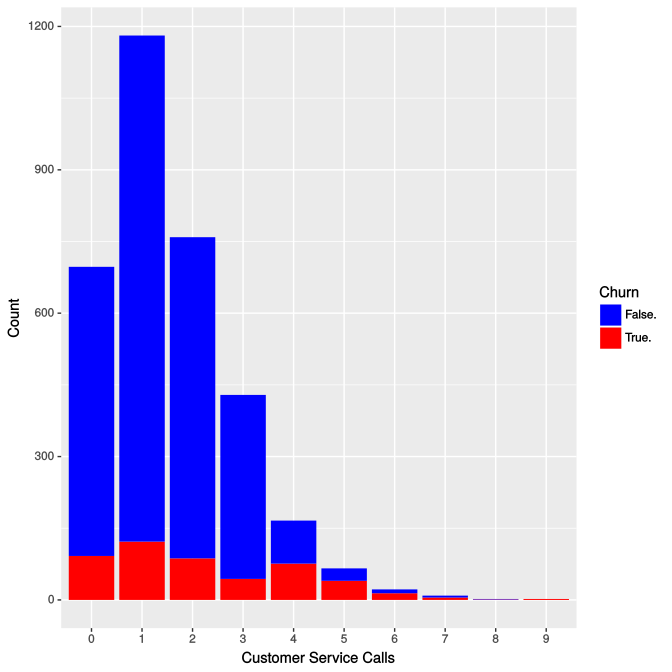 1200
900
600
300
0
Count
0 1 2 3 4 5 6 7 8 9
Customer Service Calls
Churn
False.
True.